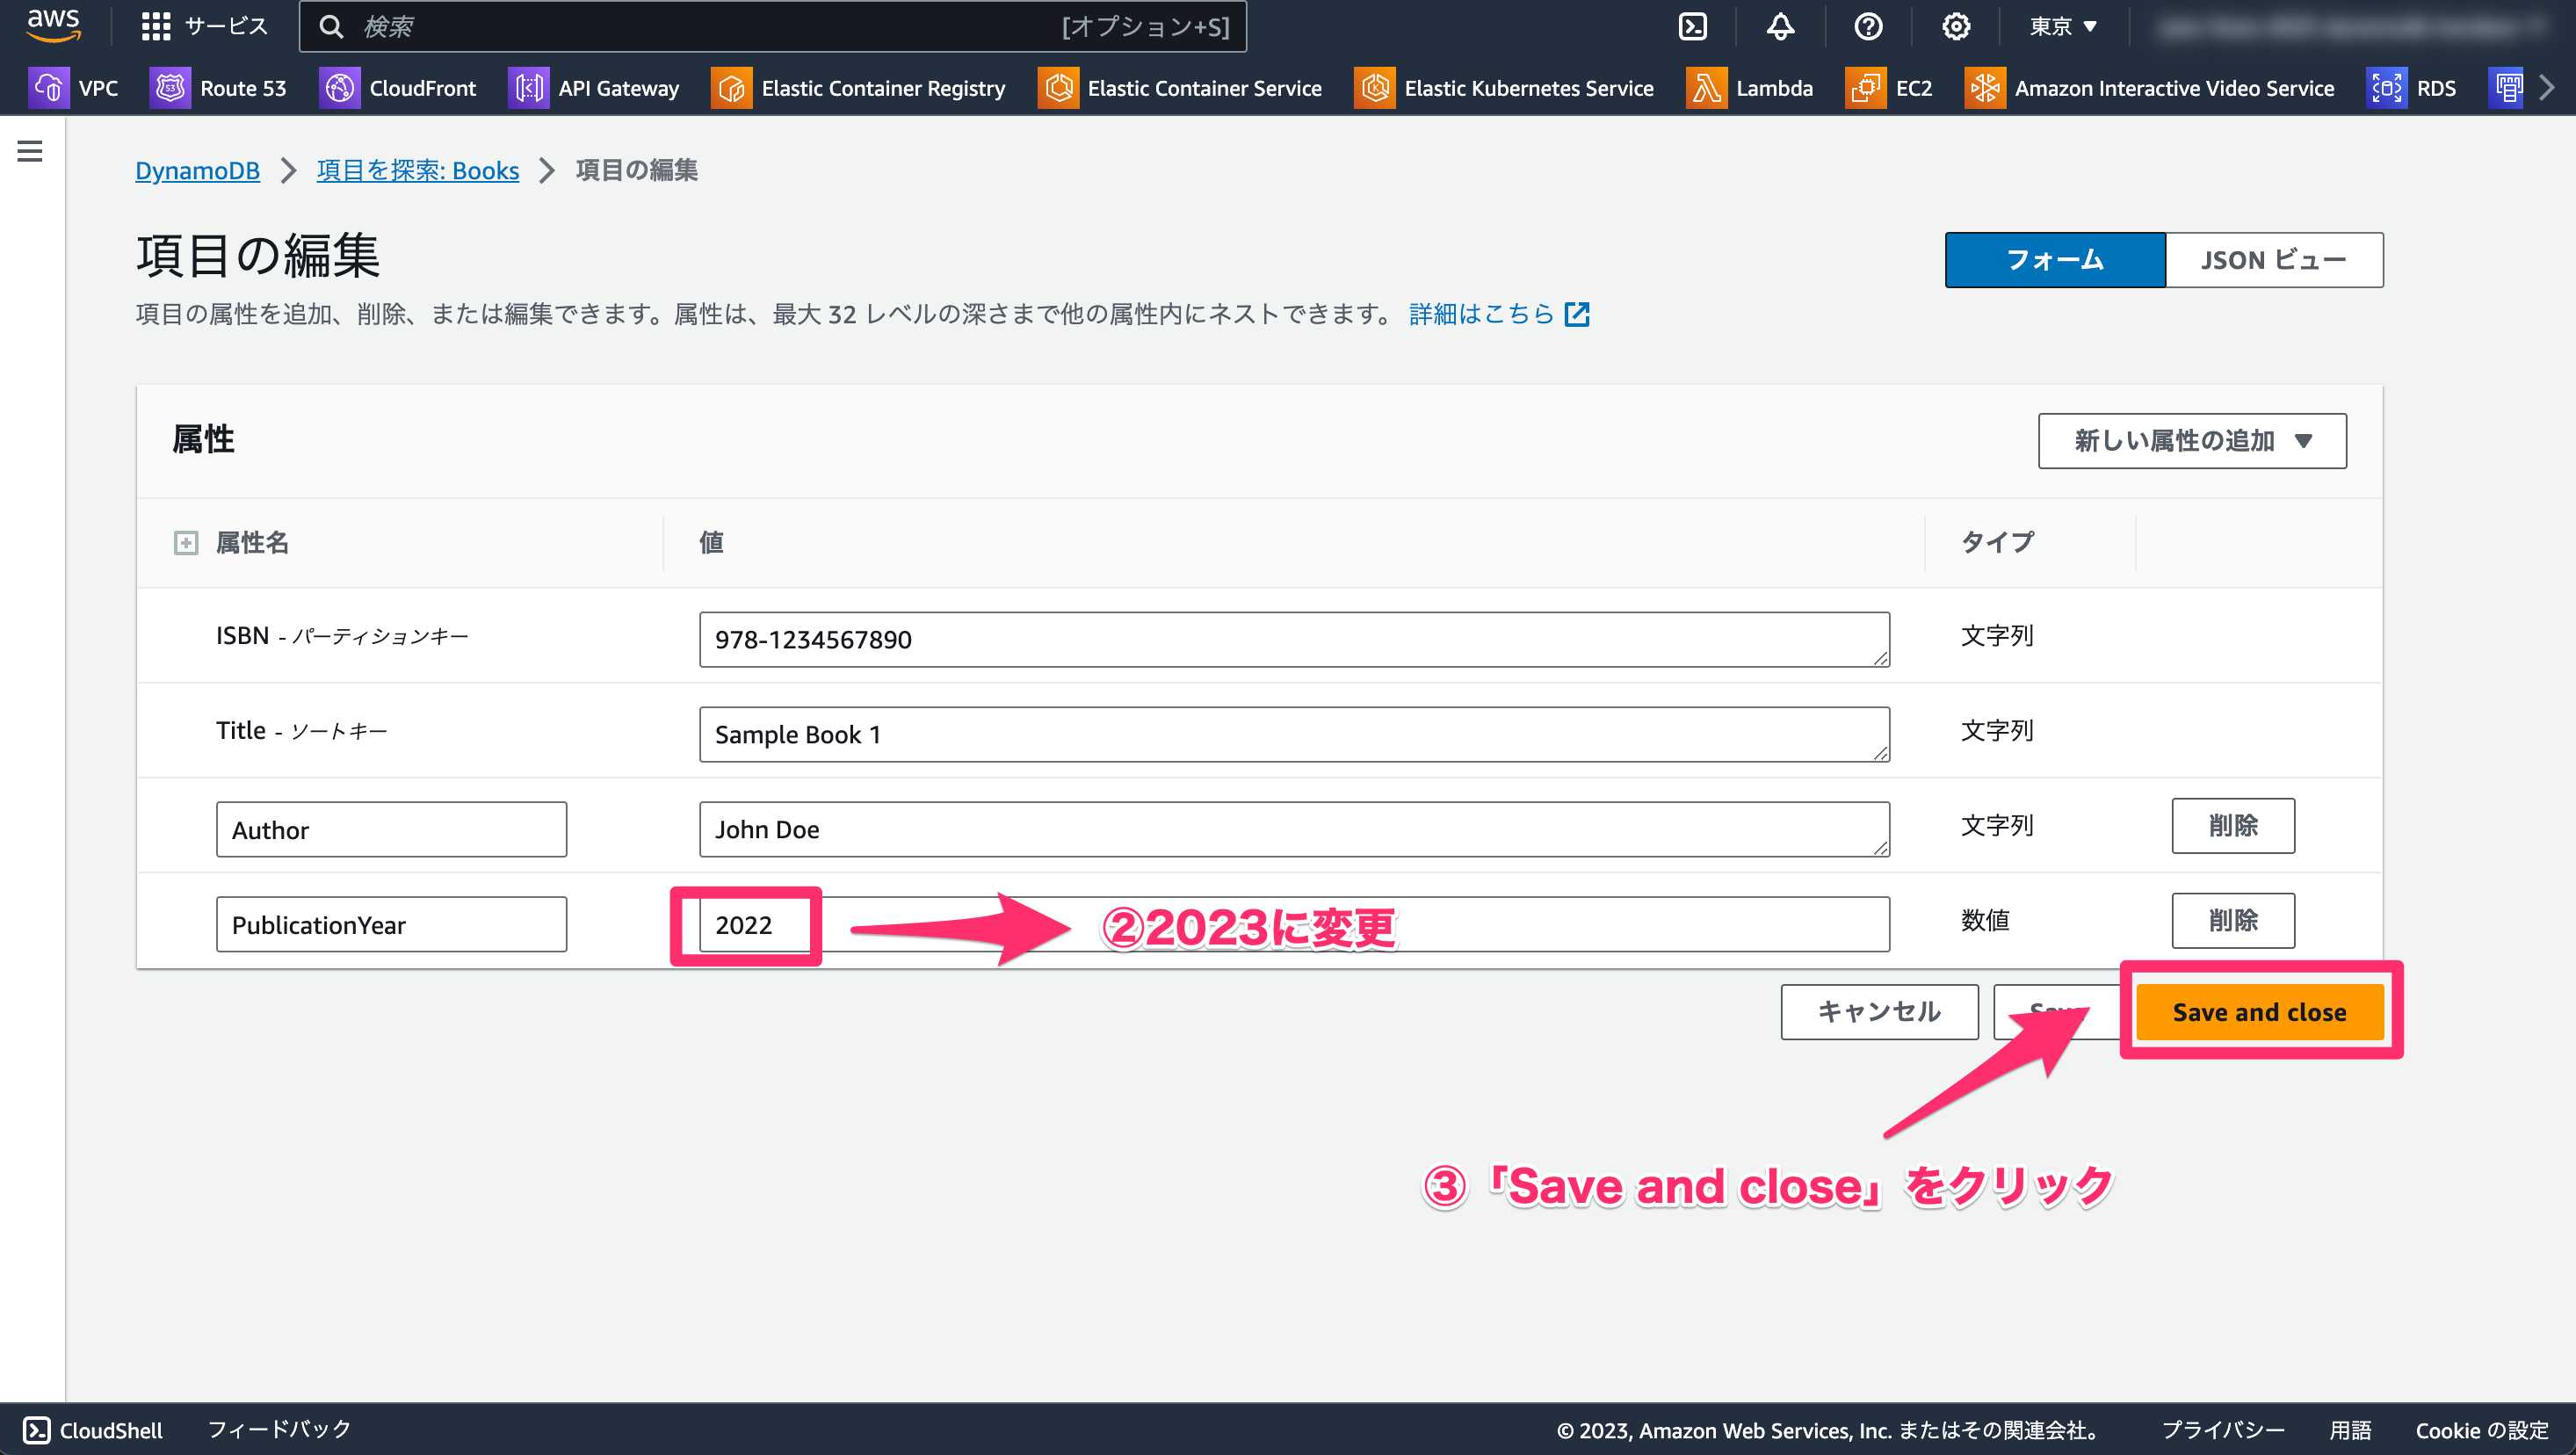 aws サービス 検索 [オプション+S] 東京
VPC Route 53 CloudFront API Gateway Elastic Container Registry Elastic Container Service Elastic Kubernetes Service Lambda EC2 Amazon Interactive Video Service RDS
DynamoDB 項目を探索: Books 項目の編集
項目の編集
フォーム JSON ビュー
項目の属性を追加、削除、または編集できます。属性は、最大 32 レベルの深さまで他の属性内にネストできます。 詳細はこちら
属性 新しい属性の追加
属性名 値 タイプ
ISBN - パーティションキー 978-1234567890 文字列
Title - ソートキー Sample Book 1 文字列
Author John Doe 文字列 削除
PublicationYear 2022 ②2023に変更 数値 削除
キャンセル Save Save and close
③「Save and close」をクリック
CloudShell フィードバック © 2023, Amazon Web Services, Inc. またはその関連会社。 プライバシー 用語 Cookie の設定